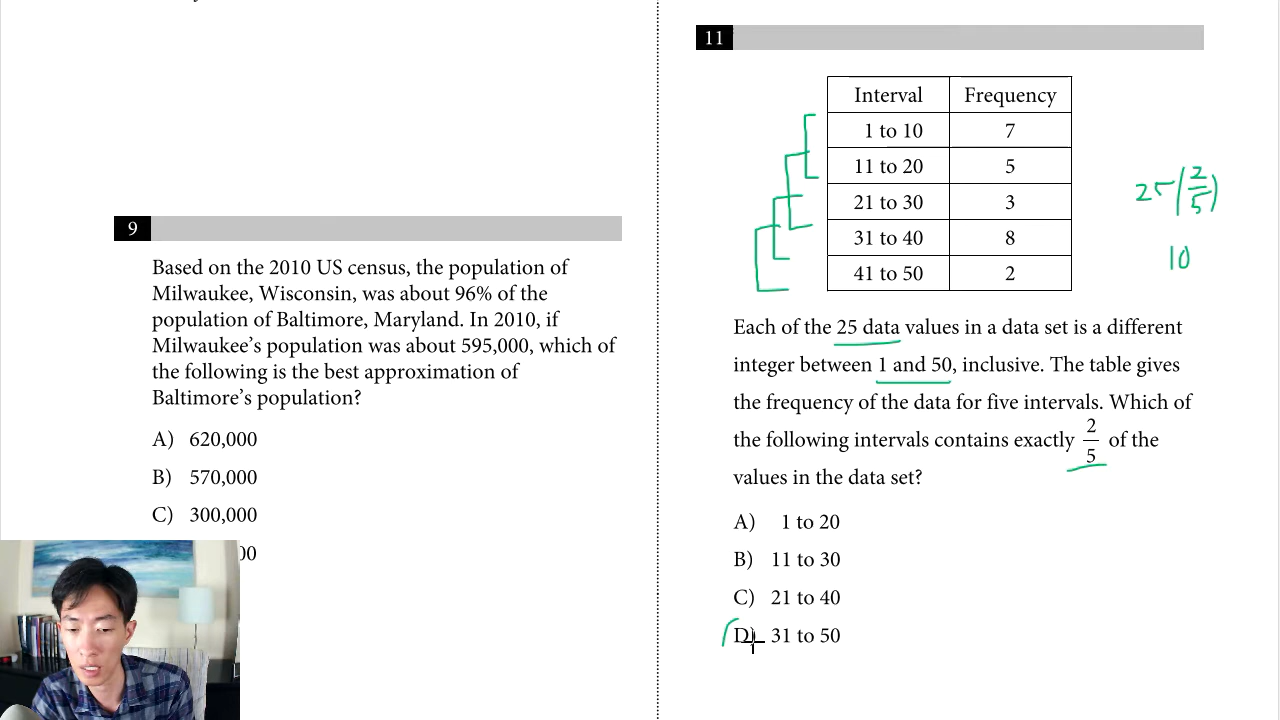 9
Based on the 2010 US census, the population of
Milwaukee, Wisconsin, was about 96% of the
population of Baltimore, Maryland. In 2010, if
Milwaukee’s population was about 595,000, which of
the following is the best approximation of
Baltimore’s population?
A) 620,000
B) 570,000
C) 300,000
00
11
Interval Frequency
1 to 10 7
11 to 20 5
21 to 30 3
31 to 40 8
41 to 50 2
25(2/5)
10
Each of the 25 data values in a data set is a different
integer between 1 and 50, inclusive. The table gives
the frequency of the data for five intervals. Which of
the following intervals contains exactly 2/5 of the
values in the data set?
A) 1 to 20
B) 11 to 30
C) 21 to 40
D) 31 to 50